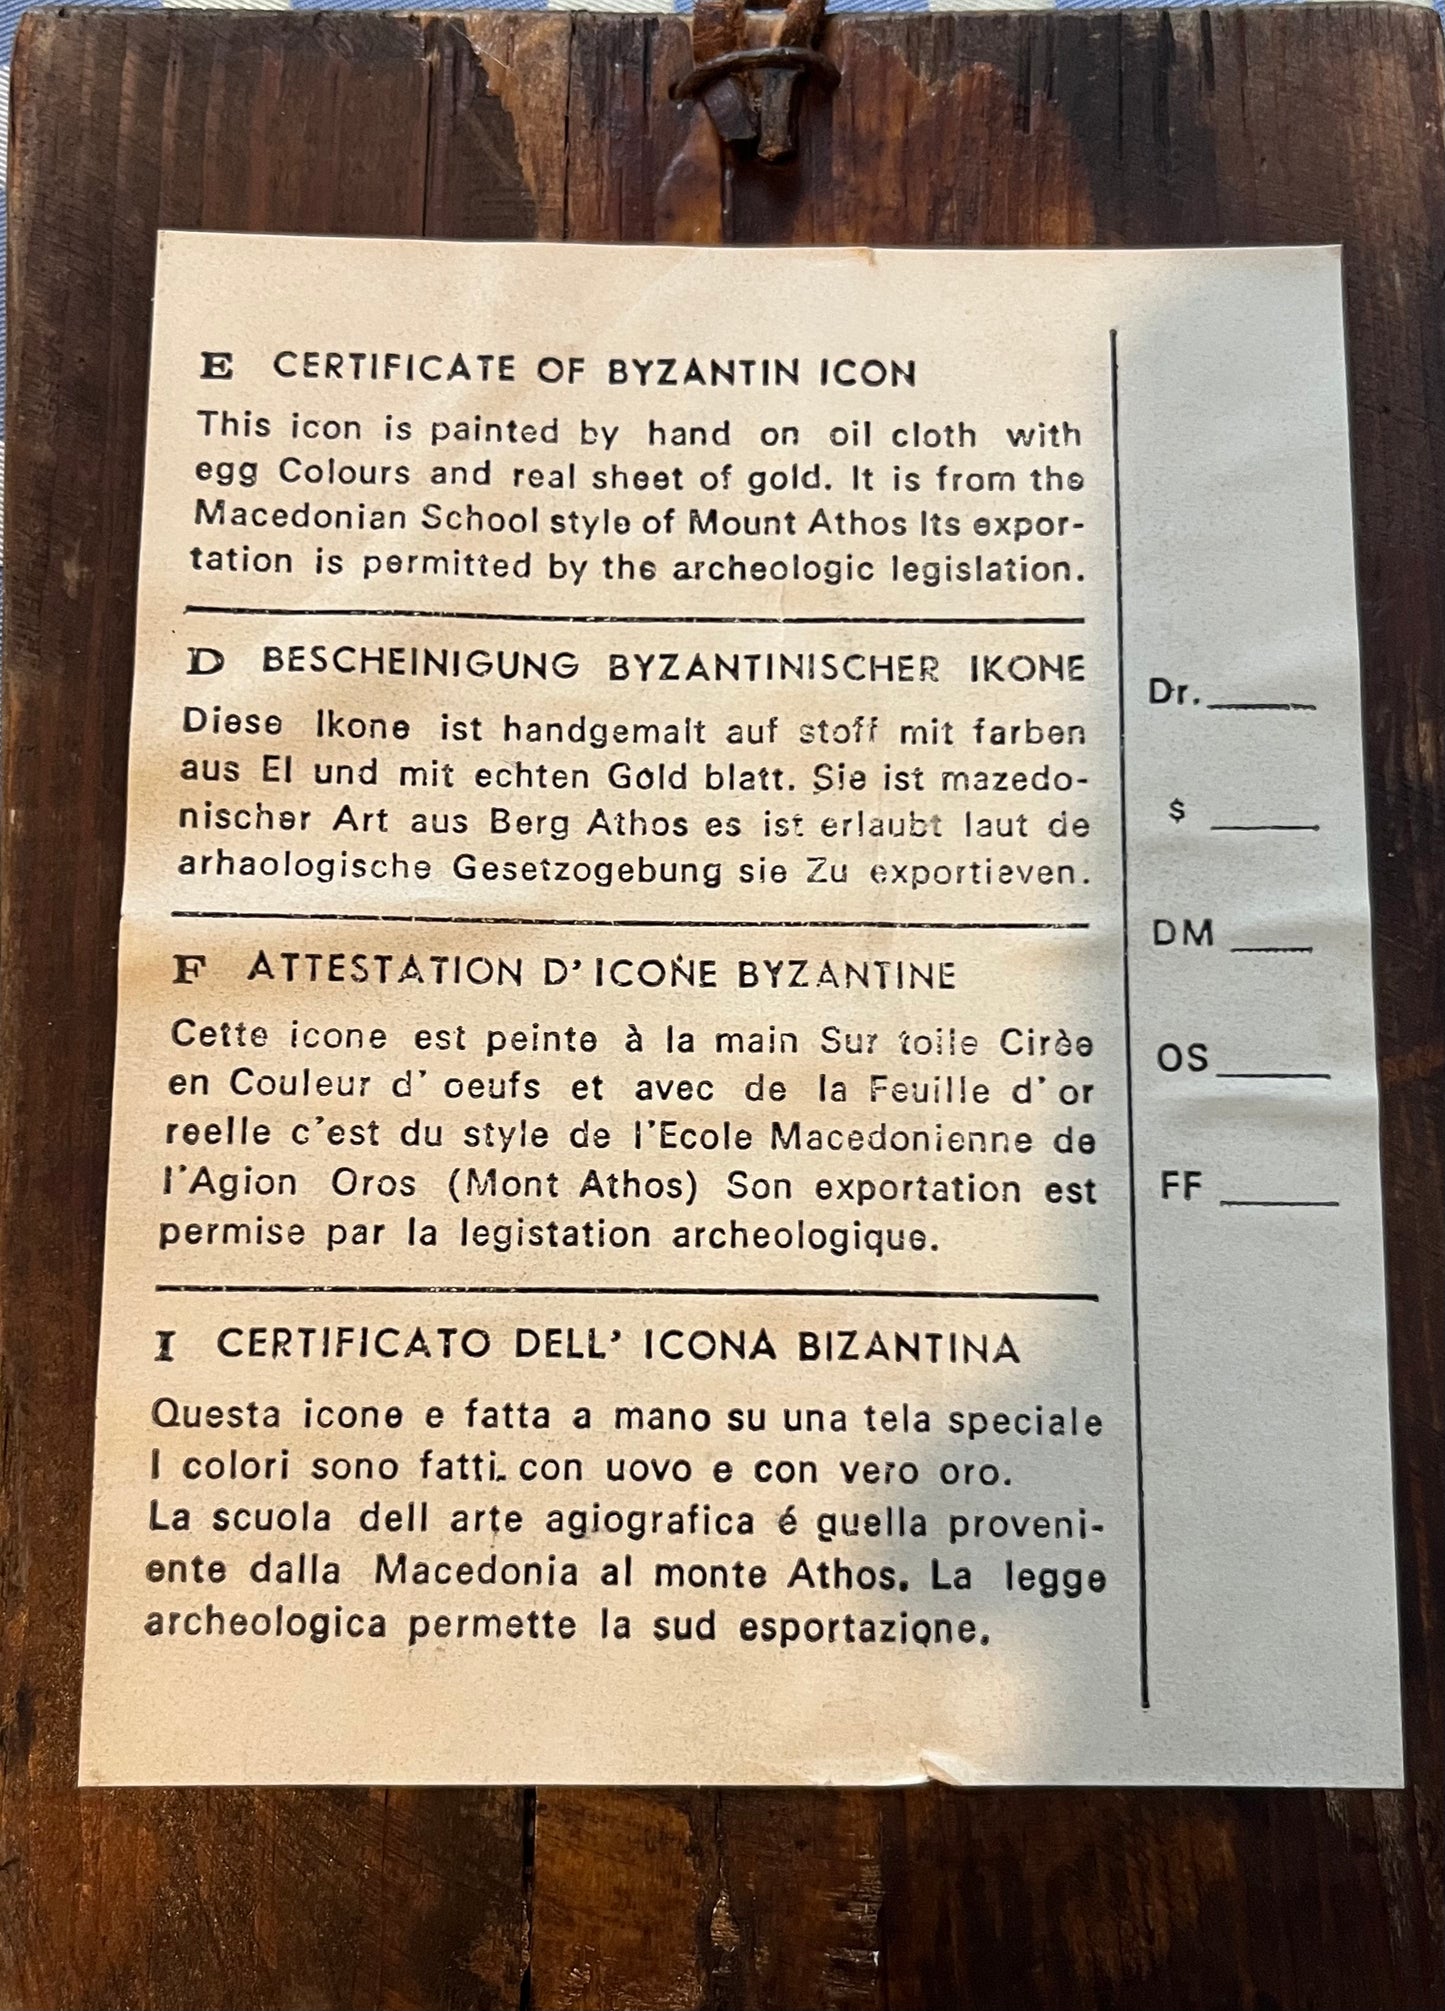 E CERTIFICATE OF BYZANTIN ICON
This icon is painted by hand on oil cloth with
egg Colours and real sheet of gold. It is from the
Macedonian School style of Mount Athos Its expor-
tation is permitted by the archeologic legislation.
D BESCHEINIGUNG BYZANTINISCHER IKONE
Diese Ikone ist handgemalt auf stoff mit farben
aus EI und mit echten Gold blatt. Sie ist mazedo-
nischer Art aus Berg Athos es ist erlaubt laut de
arhaologische Gesetzogebung sie Zu exportieven.
F ATTESTATION D' ICONE BYZANTINE
Cette icone est peinte à la main Sur toile Cirèe
en Couleur d' oeufs et avec de la Feuille d' or
reelle c'est du style de l'Ecole Macedonienne de
l'Agion Oros (Mont Athos) Son exportation est
permise par la legistation archeologique.
I CERTIFICATO DELL' ICONA BIZANTINA
Questa icone e fatta a mano su una tela speciale
I colori sono fatti. con uovo e con vero oro.
La scuola dell arte agiografica é quella proveni-
ente dalla Macedonia al monte Athos. La legge
archeologica permette la sud esportazione.
Dr.
$
DM
OS
FF